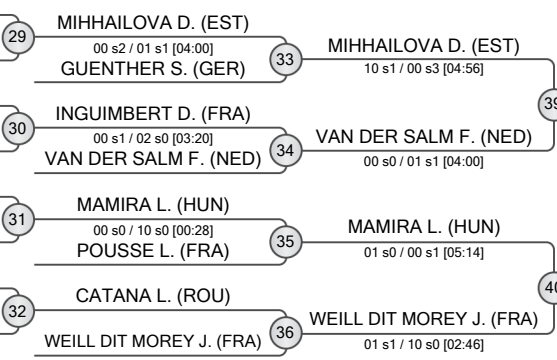 29
MIHHAILOVA D. (EST)
00 s2 / 01 s1 [04:00]
GUENTHER S. (GER)
33
MIHHAILOVA D. (EST)
10 s1 / 00 s3 [04:56]
39
30
INGUIMBERT D. (FRA)
00 s1 / 02 s0 [03:20]
VAN DER SALM F. (NED)
34
VAN DER SALM F. (NED)
00 s0 / 01 s1 [04:00]
31
MAMIRA L. (HUN)
00 s0 / 10 s0 [00:28]
POUSSE L. (FRA)
35
MAMIRA L. (HUN)
01 s0 / 00 s1 [05:14]
40
32
CATANA L. (ROU)
WEILL DIT MOREY J. (FRA)
36
WEILL DIT MOREY J. (FRA)
01 s1 / 10 s0 [02:46]